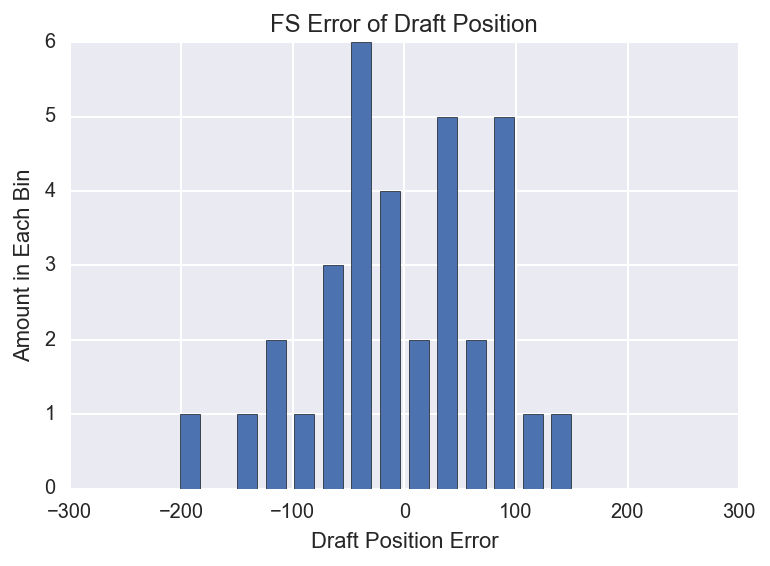 FS Error of Draft Position
6
5
4
3
2
1
0
Amount in Each Bin
−300 −200 −100 0 100 200 300
Draft Position Error